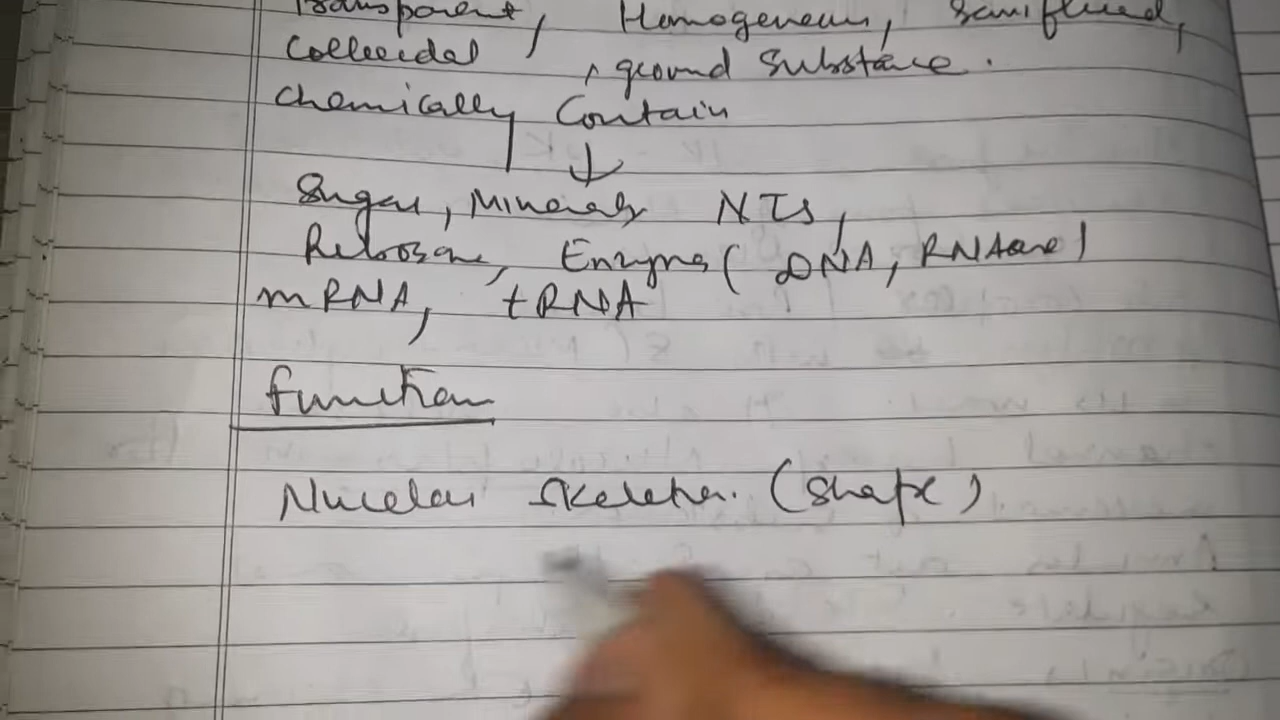 Transparent, Homogeneous, Semifluid,
Colloidal , ground Substance.
Chemically Contain
↓
Sugar, Minerals NTs,
Ribosome, Enzymes ( DNA, RNAase)
mRNA, tRNA
function
Nuclear Skeleton. (Shape)